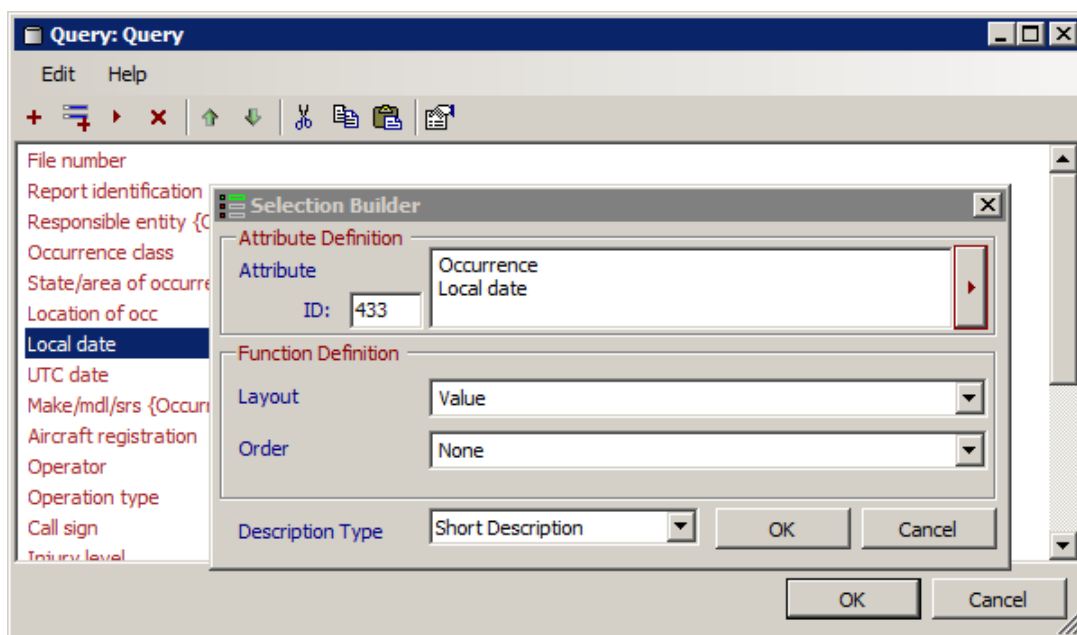 Query: Query
Edit Help
File number
Report identification
Responsible entity {O
Occurrence class
State/area of occurre
Location of occ
Local date
UTC date
Make/mdl/srs {Occurr
Aircraft registration
Operator
Operation type
Call sign
Injury level
Selection Builder
Attribute Definition
Attribute
ID: 433
Occurrence
Local date
Function Definition
Layout Value
Order None
Description Type Short Description OK Cancel
OK Cancel